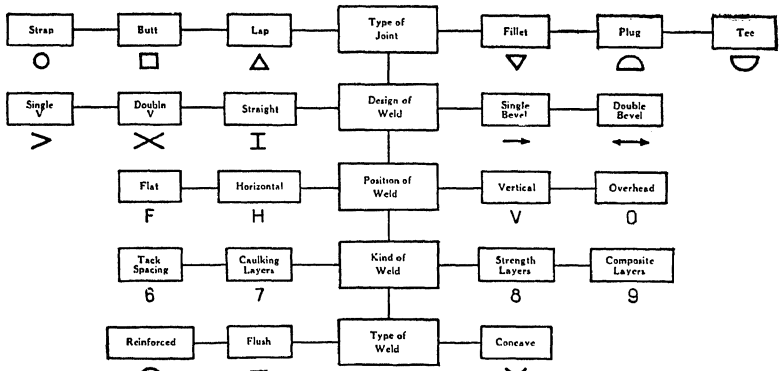 Strap Butt Lap Type of Joint Fillet Plug Tee
Single V Doubln V Straight Design of Weld Single Bevel Double Bevel
I
Flat Horizontal Position of Weld Vertical Overhead
F H V O
Tack Spacing Caulking Layers Kind of Weld Strength Layers Composite Layers
6 7 8 9
Reinforced Flush Type of Weld Concave